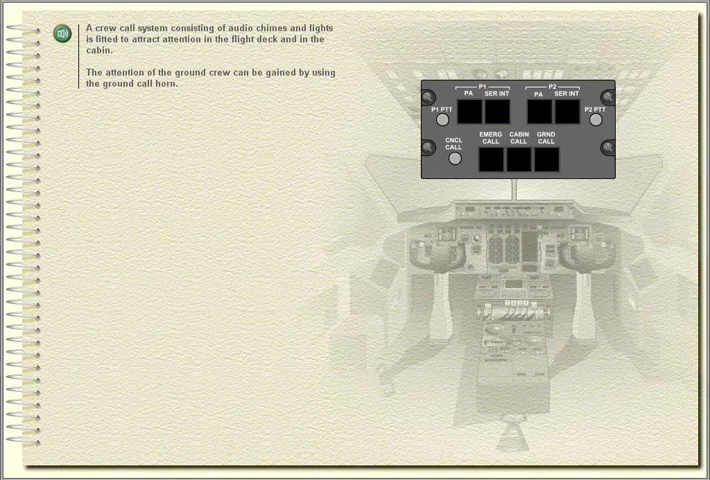 A crew call system consisting of audio chimes and lights
is fitted to attract attention in the flight deck and in the
cabin.
The attention of the ground crew can be gained by using
the ground call horn.
P1 P2
PA SER INT PA SER INT
P1 PTT P2 PTT
CNCL CALL
EMERG CALL
CABIN CALL
GRND CALL